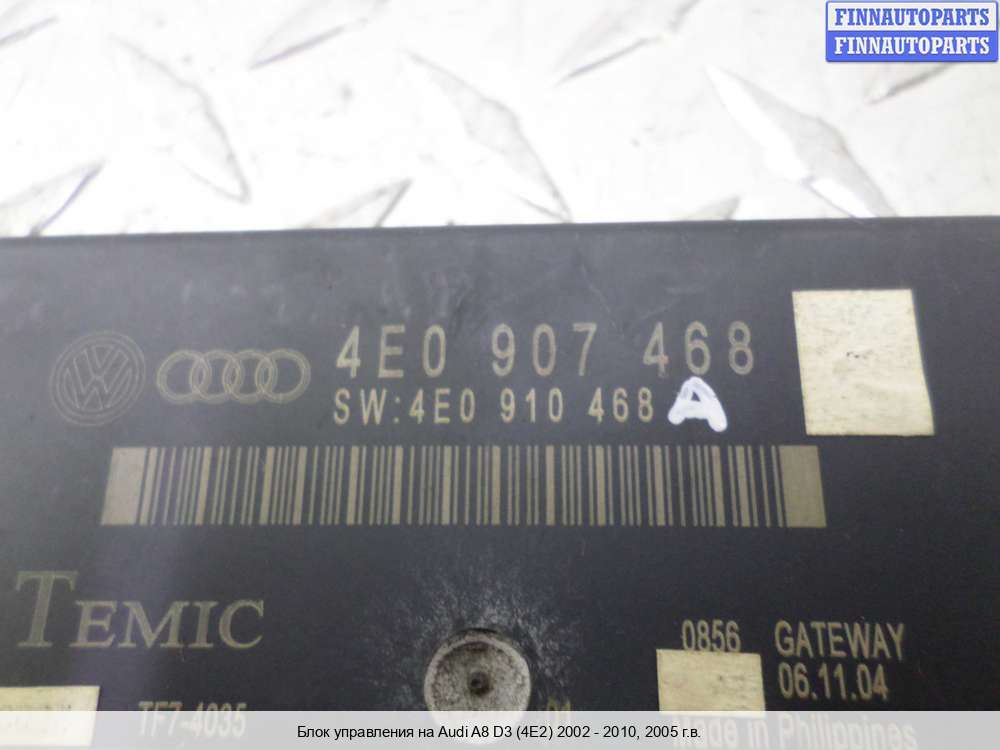 FINNAUTOPARTS
FINNAUTOPARTS
4E0 907 468
SW:4E0 910 468 A
TEMIC
0856 GATEWAY
06.11.04
TF7-4035
01
Made in Philippines
Блок управления на Audi A8 D3 (4E2) 2002 - 2010, 2005 г.в.